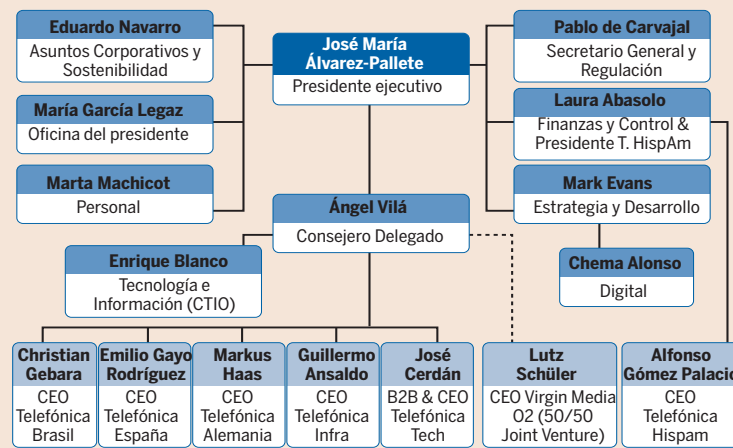 Eduardo Navarro
Asuntos Corporativos y
Sostenibilidad
José María
Álvarez-Pallete
Presidente ejecutivo
Pablo de Carvajal
Secretario General y
Regulación
María García Legaz
Oficina del presidente
Laura Abasolo
Finanzas y Control &
Presidente T. HispAm
Marta Machicot
Personal
Ángel Vilá
Consejero Delegado
Mark Evans
Estrategia y Desarrollo
Enrique Blanco
Tecnología e
Información (CTIO)
Chema Alonso
Digital
Christian
Gebara
CEO
Telefónica
Brasil
Emilio Gayo
Rodríguez
CEO
Telefónica
España
Markus
Haas
CEO
Telefónica
Alemania
Guillermo
Ansaldo
CEO
Telefónica
Infra
José
Cerdán
B2B & CEO
Telefónica
Tech
Lutz
Schüler
CEO Virgin Media
O2 (50/50
Joint Venture)
Alfonso
Gómez Palacio
CEO
Telefónica
Hispam